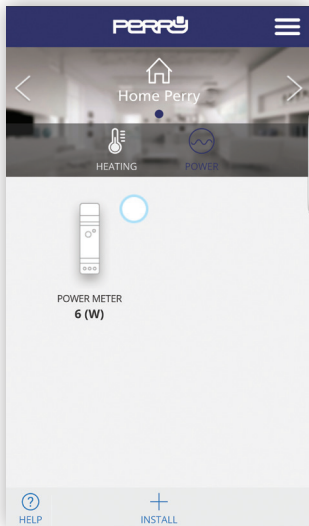 PERRY
Home Perry
HEATING POWER
POWER METER
6 (W)
?
HELP INSTALL